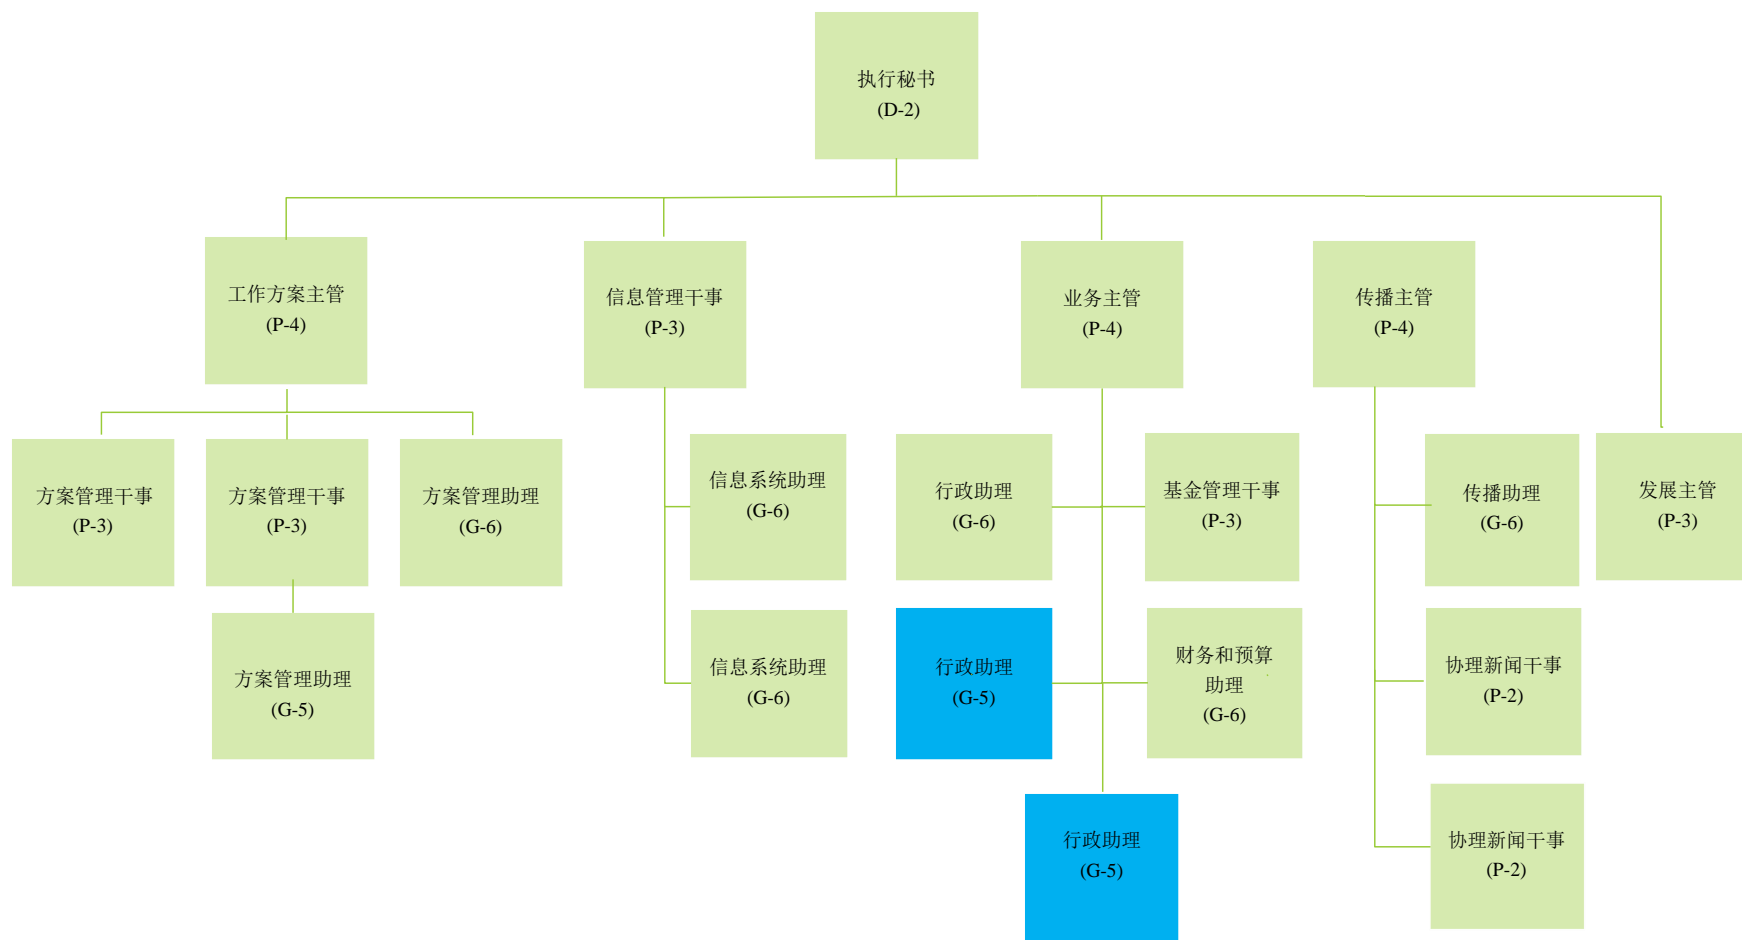 执行秘书
(D-2)
工作方案主管
(P-4)
信息管理干事
(P-3)
业务主管
(P-4)
传播主管
(P-4)
方案管理干事
(P-3)
方案管理干事
(P-3)
方案管理助理
(G-6)
信息系统助理
(G-6)
行政助理
(G-6)
基金管理干事
(P-3)
传播助理
(G-6)
发展主管
(P-3)
方案管理助理
(G-5)
信息系统助理
(G-6)
行政助理
(G-5)
财务和预算
助理
(G-6)
协理新闻干事
(P-2)
行政助理
(G-5)
协理新闻干事
(P-2)